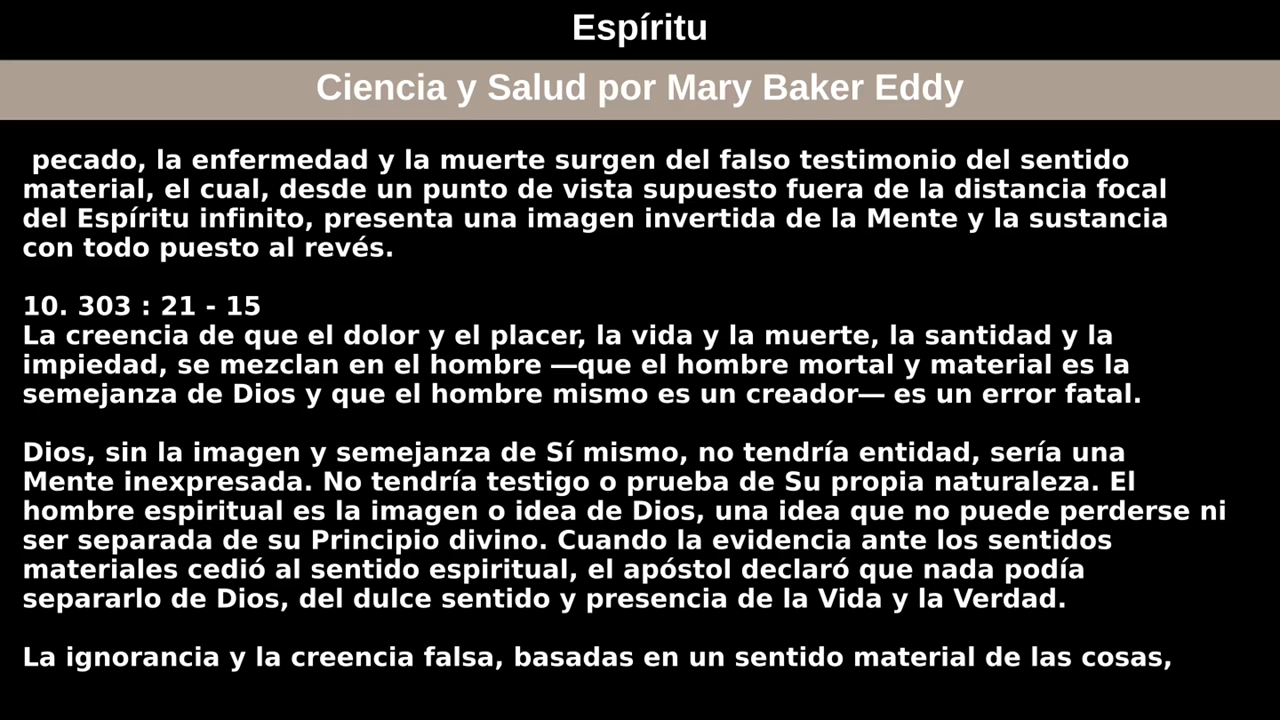 Espíritu
Ciencia y Salud por Mary Baker Eddy
pecado, la enfermedad y la muerte surgen del falso testimonio del sentido
material, el cual, desde un punto de vista supuesto fuera de la distancia focal
del Espíritu infinito, presenta una imagen invertida de la Mente y la sustancia
con todo puesto al revés.
10. 303 : 21 - 15
La creencia de que el dolor y el placer, la vida y la muerte, la santidad y la
impiedad, se mezclan en el hombre —que el hombre mortal y material es la
semejanza de Dios y que el hombre mismo es un creador— es un error fatal.
Dios, sin la imagen y semejanza de Sí mismo, no tendría entidad, sería una
Mente inexpresada. No tendría testigo o prueba de Su propia naturaleza. El
hombre espiritual es la imagen o idea de Dios, una idea que no puede perderse ni
ser separada de su Principio divino. Cuando la evidencia ante los sentidos
materiales cedió al sentido espiritual, el apóstol declaró que nada podía
separarlo de Dios, del dulce sentido y presencia de la Vida y la Verdad.
La ignorancia y la creencia falsa, basadas en un sentido material de las cosas,